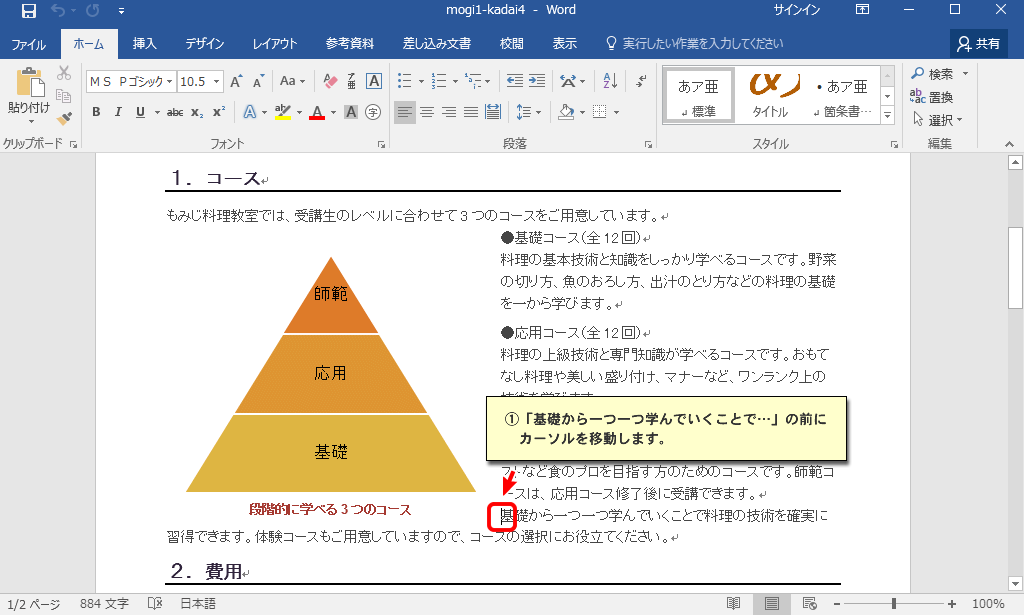 mogi1-kadai4 - Word
サインイン
ファイル ホーム 挿入 デザイン レイアウト 参考資料 差し込み文書 校閲 表示 実行したい作業を入力してください 共有
貼り付け
ＭＳ Ｐゴシック 10.5 A A Aa ア亜 A
B I U abc x₂ x² A ab A A 字
あア亜 標準
タイトル
・あア亜 箇条書…
検索
置換
選択
クリップボード フォント 段落 スタイル 編集
１．コース
もみじ料理教室では、受講生のレベルに合わせて３つのコースをご用意しています。
●基礎コース（全12回）
料理の基本技術と知識をしっかり学べるコースです。野菜
の切り方、魚のおろし方、出汁のとり方などの料理の基礎
を一から学びます。
●応用コース（全12回）
料理の上級技術と専門知識が学べるコースです。おもて
なし料理や美しい盛り付け、マナーなど、ワンランク上の
師範
応用
基礎
段階的に学べる３つのコース
①「基礎から一つ一つ学んでいくことで…」の前に
カーソルを移動します。
ストなど食のプロを目指す方のためのコースです。師範コ
ースは、応用コース修了後に受講できます。
基礎から一つ一つ学んでいくことで料理の技術を確実に
習得できます。体験コースもご用意していますので、コースの選択にお役立てください。
２．費用
1/2 ページ 884 文字 日本語 100%